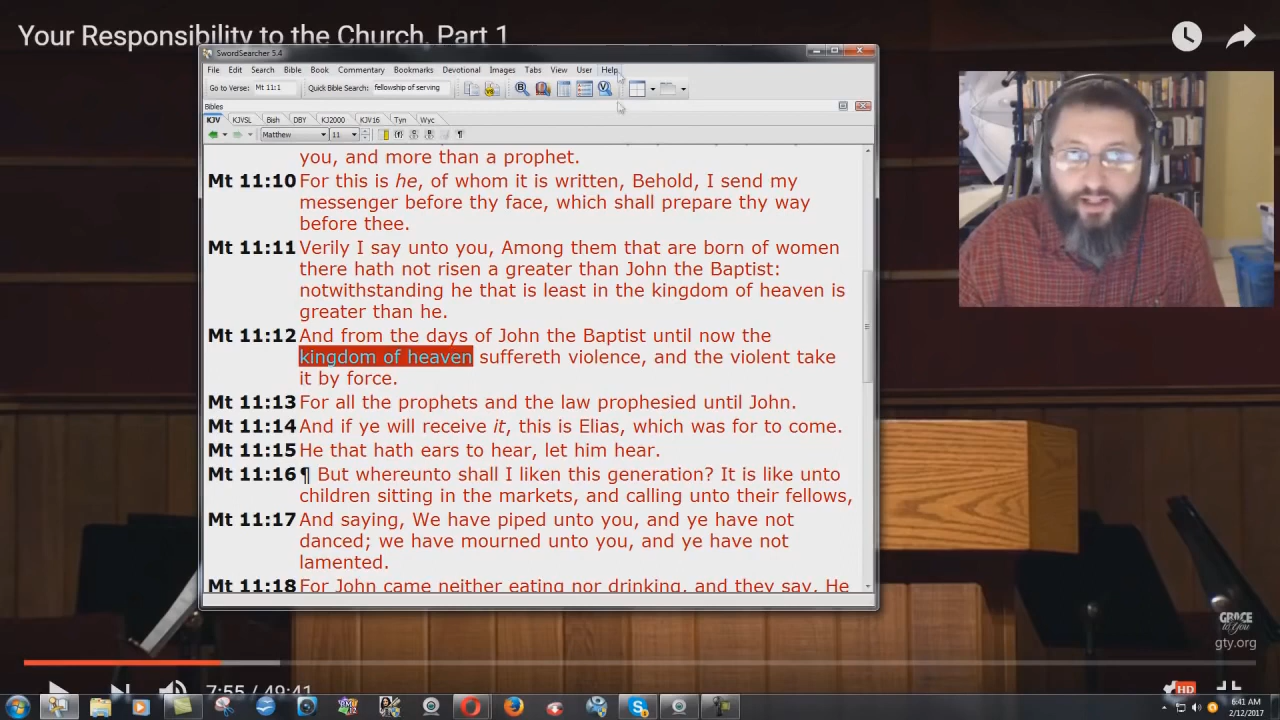 Your Responsibility to the Church, Part 1
SwordSearcher 5.4
File Edit Search Bible Book Commentary Bookmarks Devotional Images Tabs View User Help
Go to Verse: Mt 11:1 Quick Bible Search: fellowship of serving
Bibles
KJV KJVSL Bish DBY KJ2000 KJV16 Tyn Wyc
Matthew 11
you, and more than a prophet.
Mt 11:10 For this is he, of whom it is written, Behold, I send my
messenger before thy face, which shall prepare thy way
before thee.
Mt 11:11 Verily I say unto you, Among them that are born of women
there hath not risen a greater than John the Baptist:
notwithstanding he that is least in the kingdom of heaven is
greater than he.
Mt 11:12 And from the days of John the Baptist until now the
kingdom of heaven suffereth violence, and the violent take
it by force.
Mt 11:13 For all the prophets and the law prophesied until John.
Mt 11:14 And if ye will receive it, this is Elias, which was for to come.
Mt 11:15 He that hath ears to hear, let him hear.
Mt 11:16 ¶ But whereunto shall I liken this generation? It is like unto
children sitting in the markets, and calling unto their fellows,
Mt 11:17 And saying, We have piped unto you, and ye have not
danced; we have mourned unto you, and ye have not
lamented.
Mt 11:18 For John came neither eating nor drinking, and they say, He
GRACE
to You
gty.org
7:55 / 49:41
HD
6:41 AM
2/12/2017